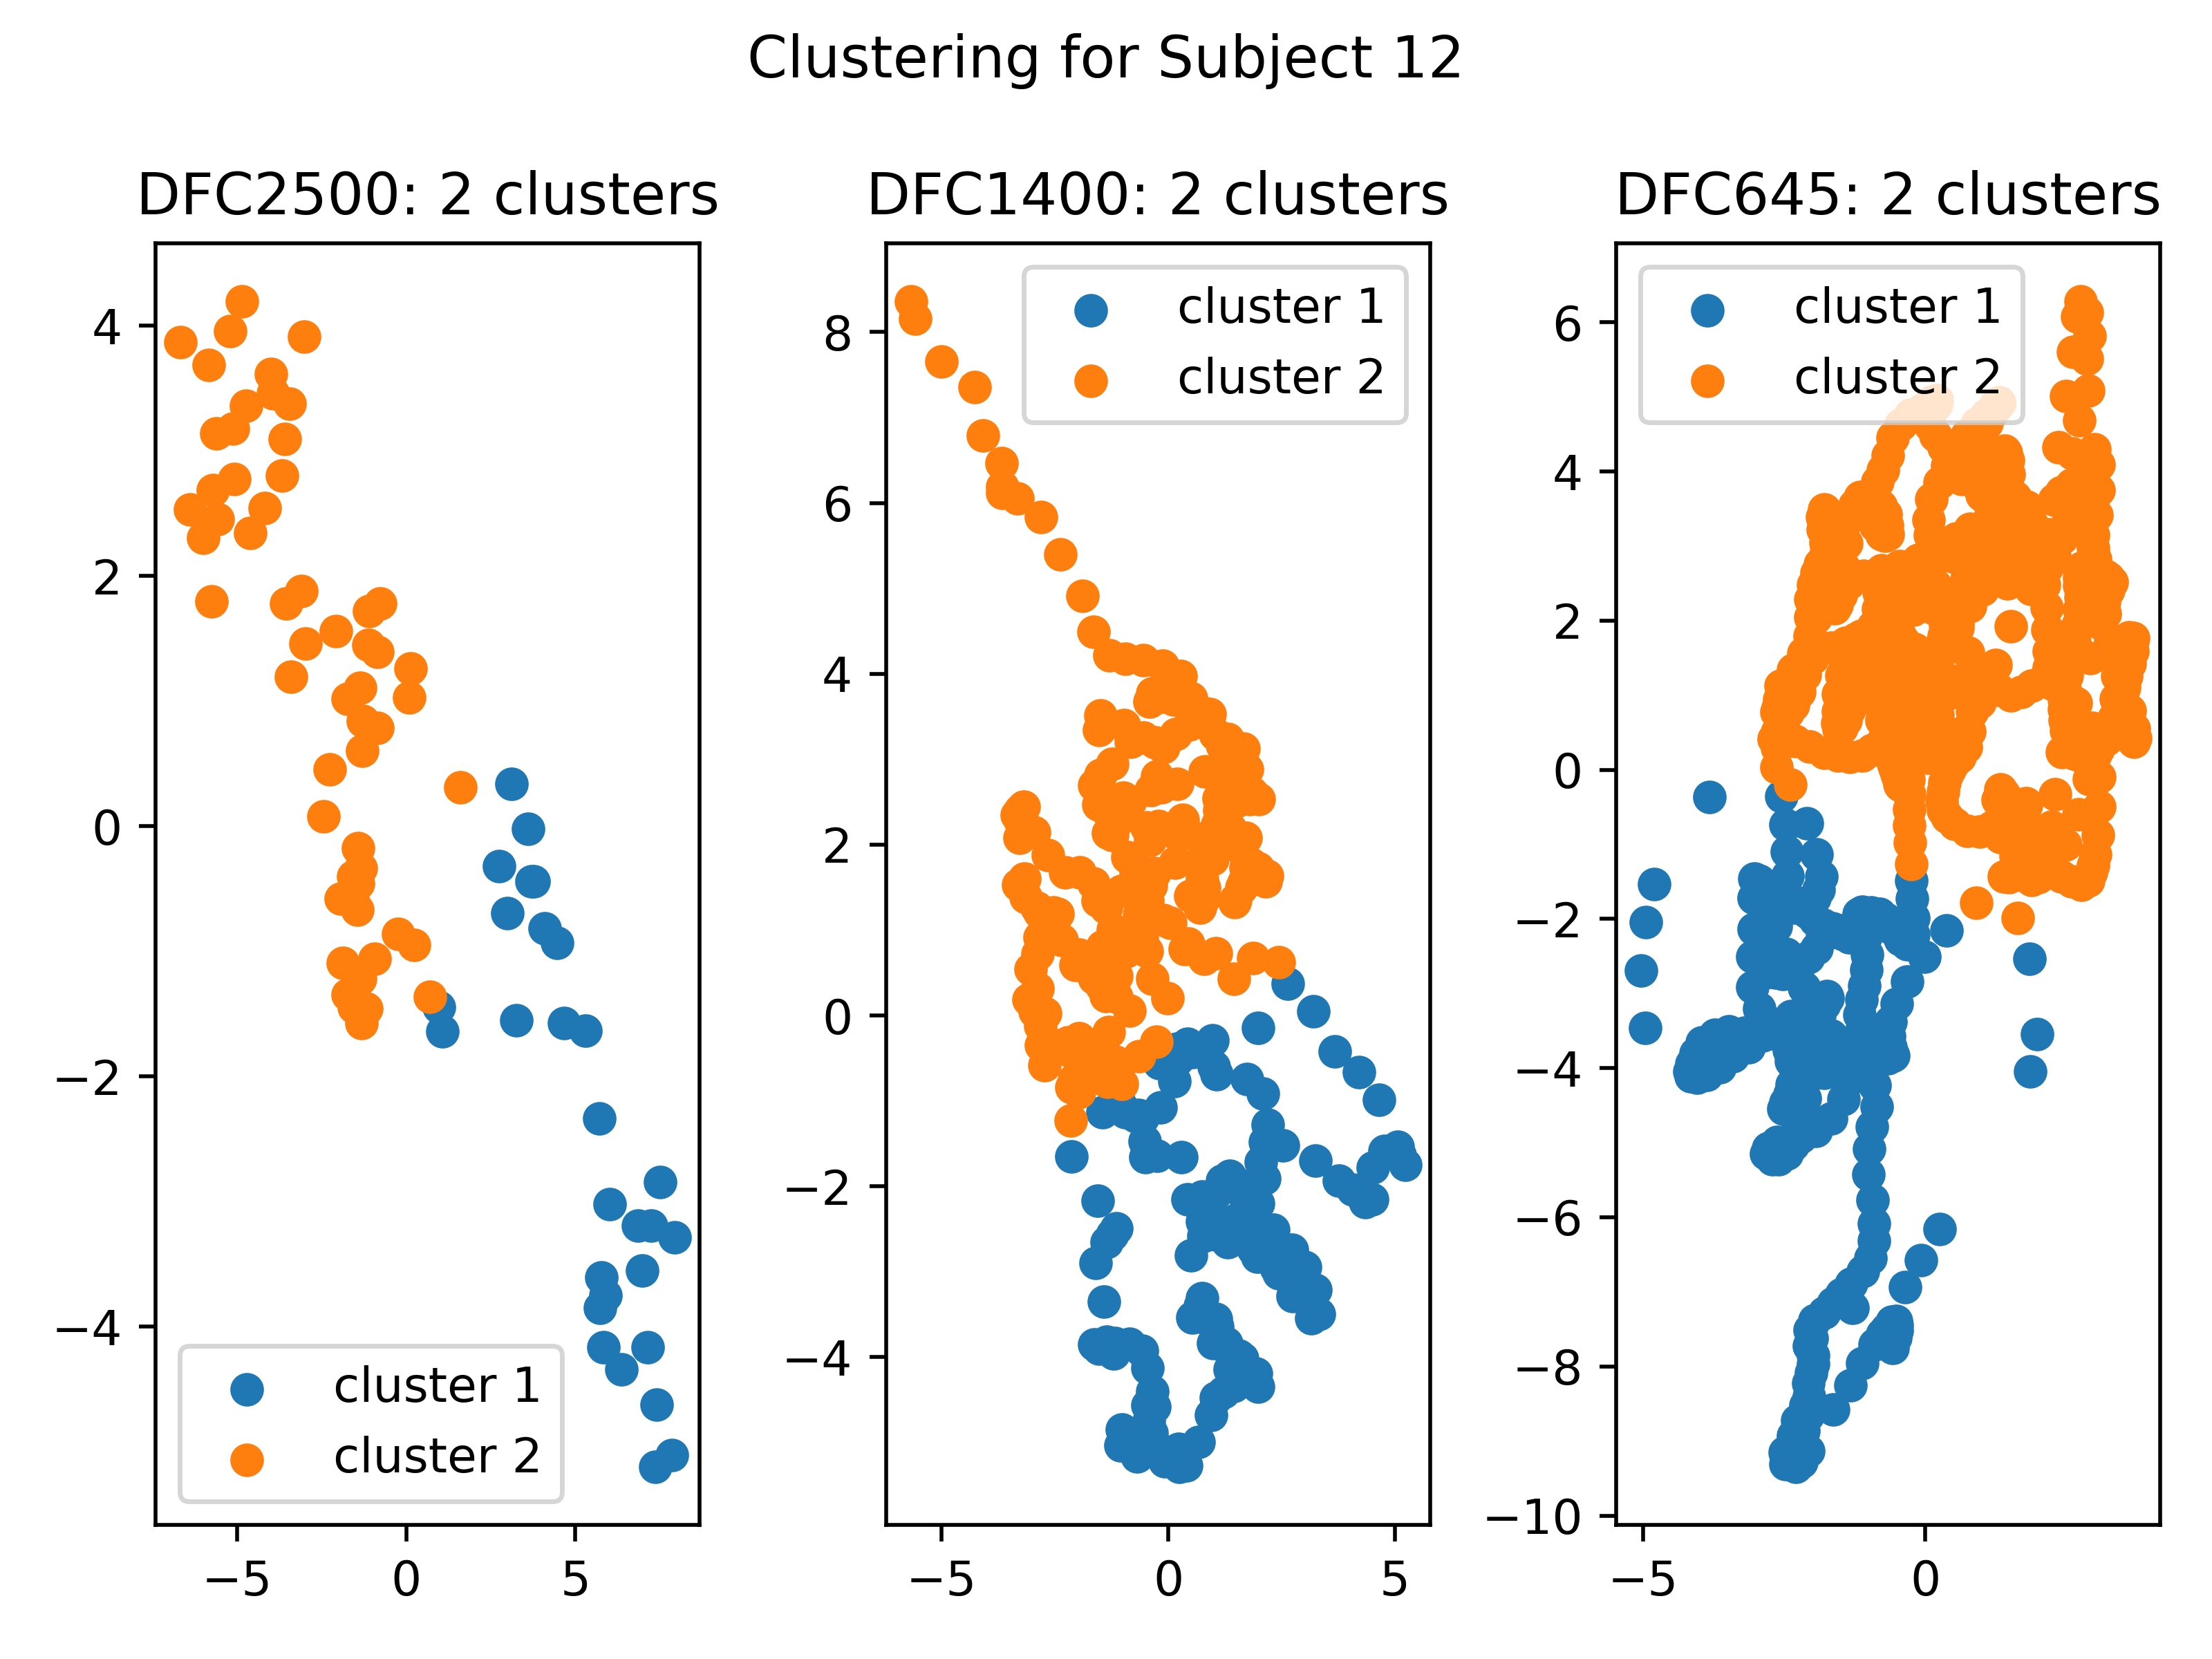 Clustering for Subject 12
DFC2500: 2 clusters
4
2
0
−2
−4
−5
0
5
cluster 1
cluster 2
DFC1400: 2 clusters
8
6
4
2
0
−2
−4
−5
0
5
cluster 1
cluster 2
DFC645: 2 clusters
6
4
2
0
−2
−4
−6
−8
−10
−5
0
cluster 1
cluster 2